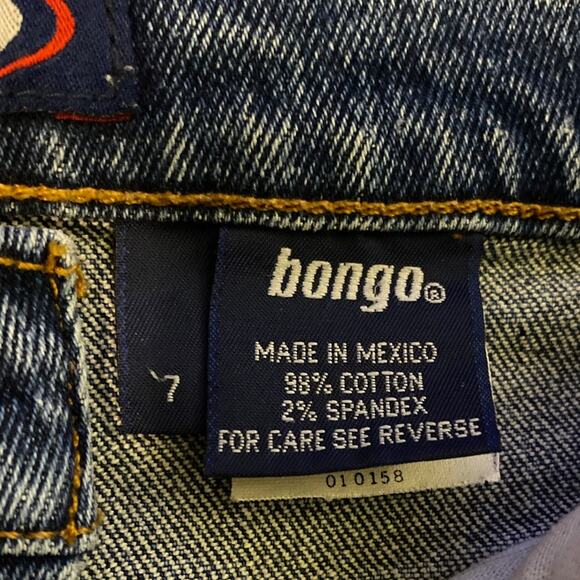 bongo®
7
MADE IN MEXICO
98% COTTON
2% SPANDEX
FOR CARE SEE REVERSE
010158